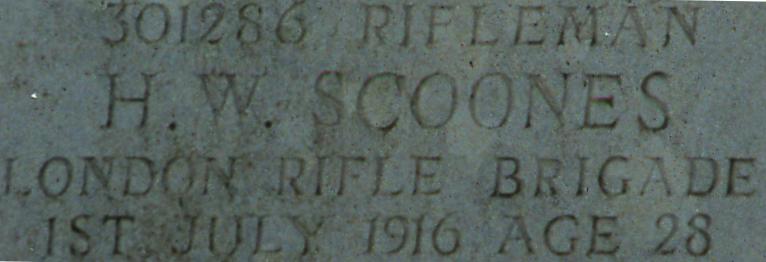 301286 RIFLEMAN
H. W. SCOONES
LONDON RIFLE BRIGADE
1ST JULY 1916 AGE 28